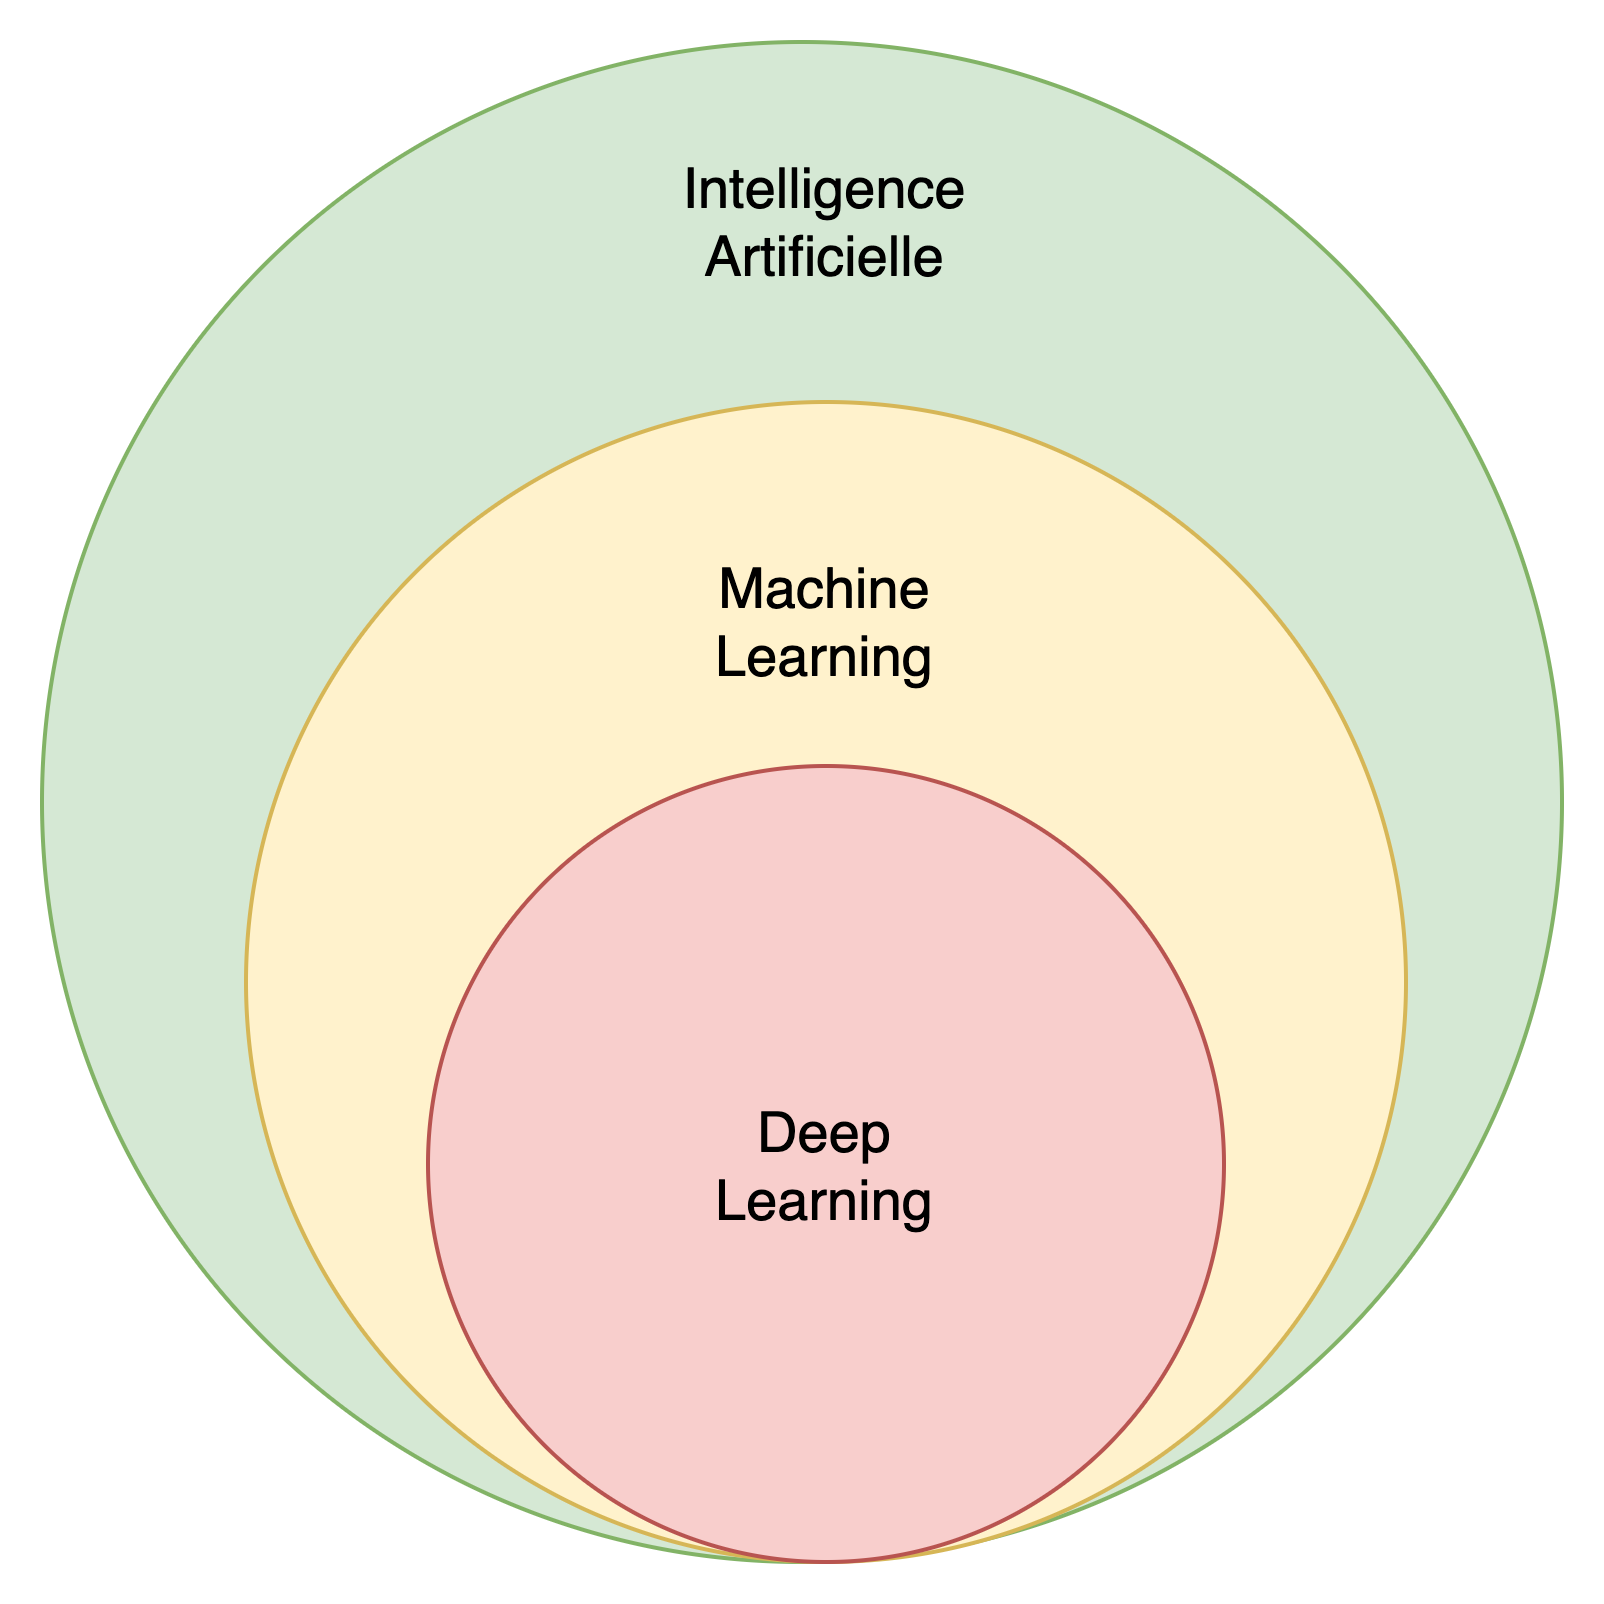 Intelligence
Artificielle
Machine
Learning
Deep
Learning